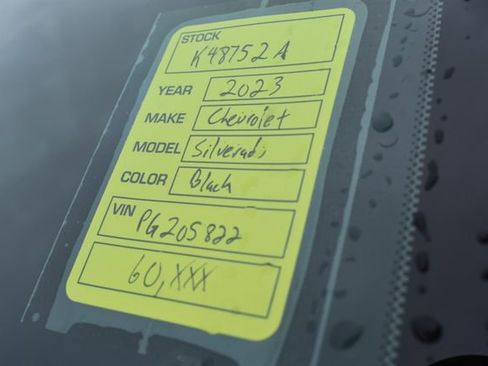 STOCK
K48752A
YEAR 2023
MAKE Chevrolet
MODEL Silverado
COLOR Black
VIN PG205822
60,XXX